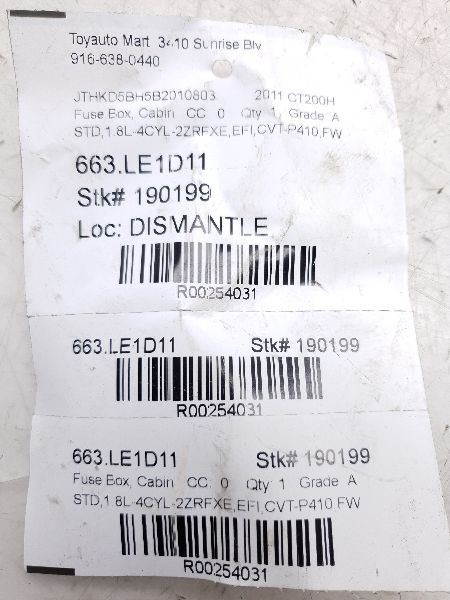 Toyauto Mart 3410 Sunrise Blv
916-638-0440
JTHKD5BH5B2010803 2011 CT200H
Fuse Box, Cabin CC 0 Qty 1 Grade A
STD,1.8L-4CYL-2ZRFXE,EFI,CVT-P410,FW
663.LE1D11
Stk# 190199
Loc: DISMANTLE
R00254031
663.LE1D11 Stk# 190199
R00254031
663.LE1D11 Stk# 190199
Fuse Box, Cabin CC 0 Qty 1 Grade A
STD,1.8L-4CYL-2ZRFXE,EFI,CVT-P410,FW
R00254031